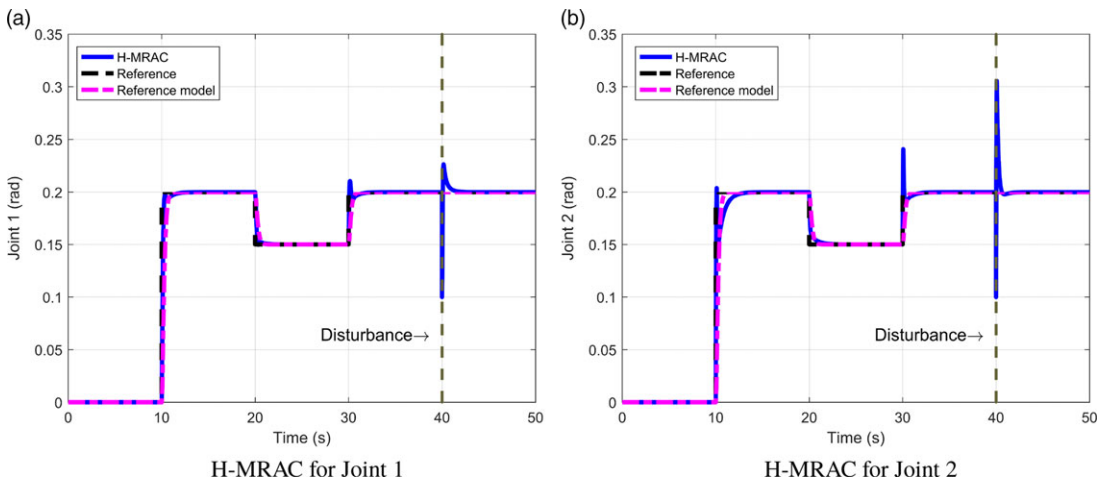 (a)
0.35
0.3
0.25
0.2
0.15
0.1
0.05
0
Joint 1 (rad)
H-MRAC
Reference
Reference model
Disturbance→
0 10 20 30 40 50
Time (s)
H-MRAC for Joint 1
(b)
0.35
0.3
0.25
0.2
0.15
0.1
0.05
0
Joint 2 (rad)
H-MRAC
Reference
Reference model
Disturbance→
0 10 20 30 40 50
Time (s)
H-MRAC for Joint 2